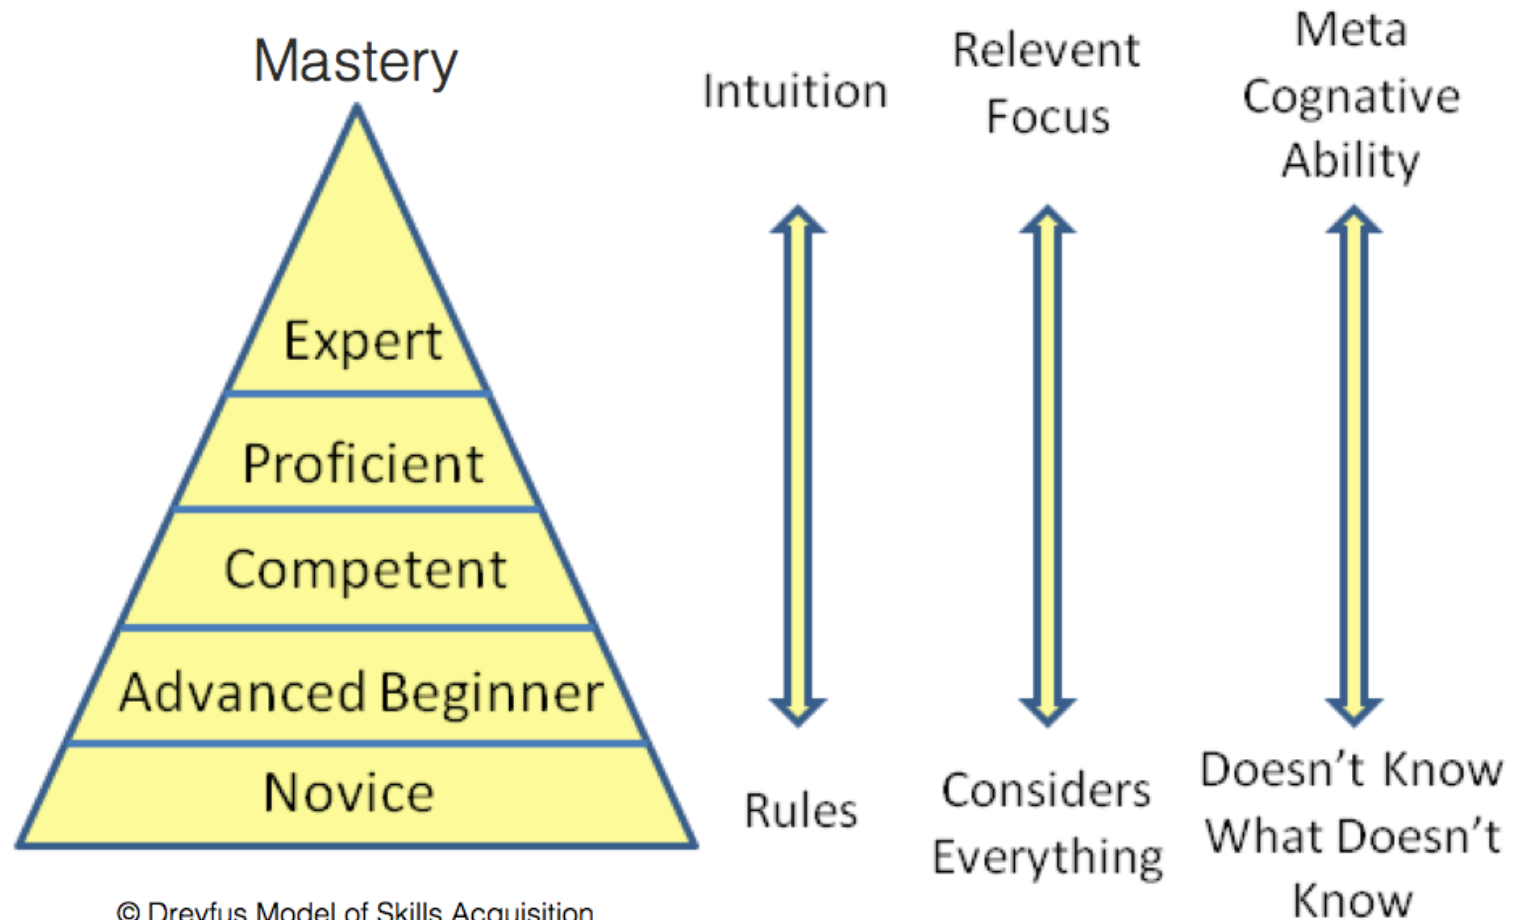 Mastery
Expert
Proficient
Competent
Advanced Beginner
Novice
© Dreyfus Model of Skills Acquisition
Intuition
Rules
Relevent
Focus
Considers
Everything
Meta
Cognative
Ability
Doesn't Know
What Doesn't
Know